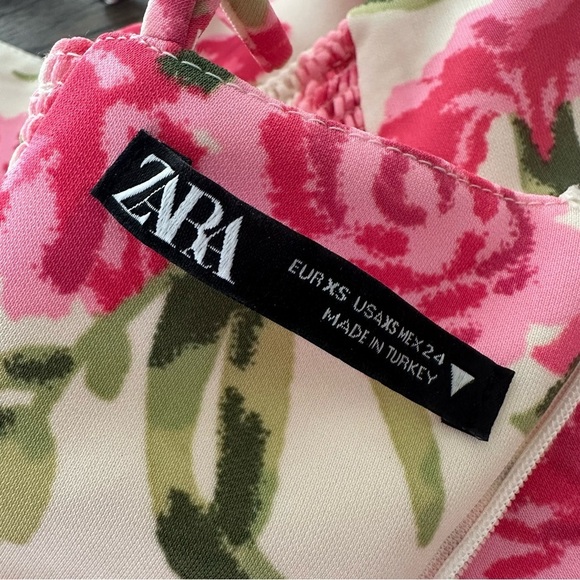 ZARA
EUR XS USA XS MEX 24
MADE IN TURKEY